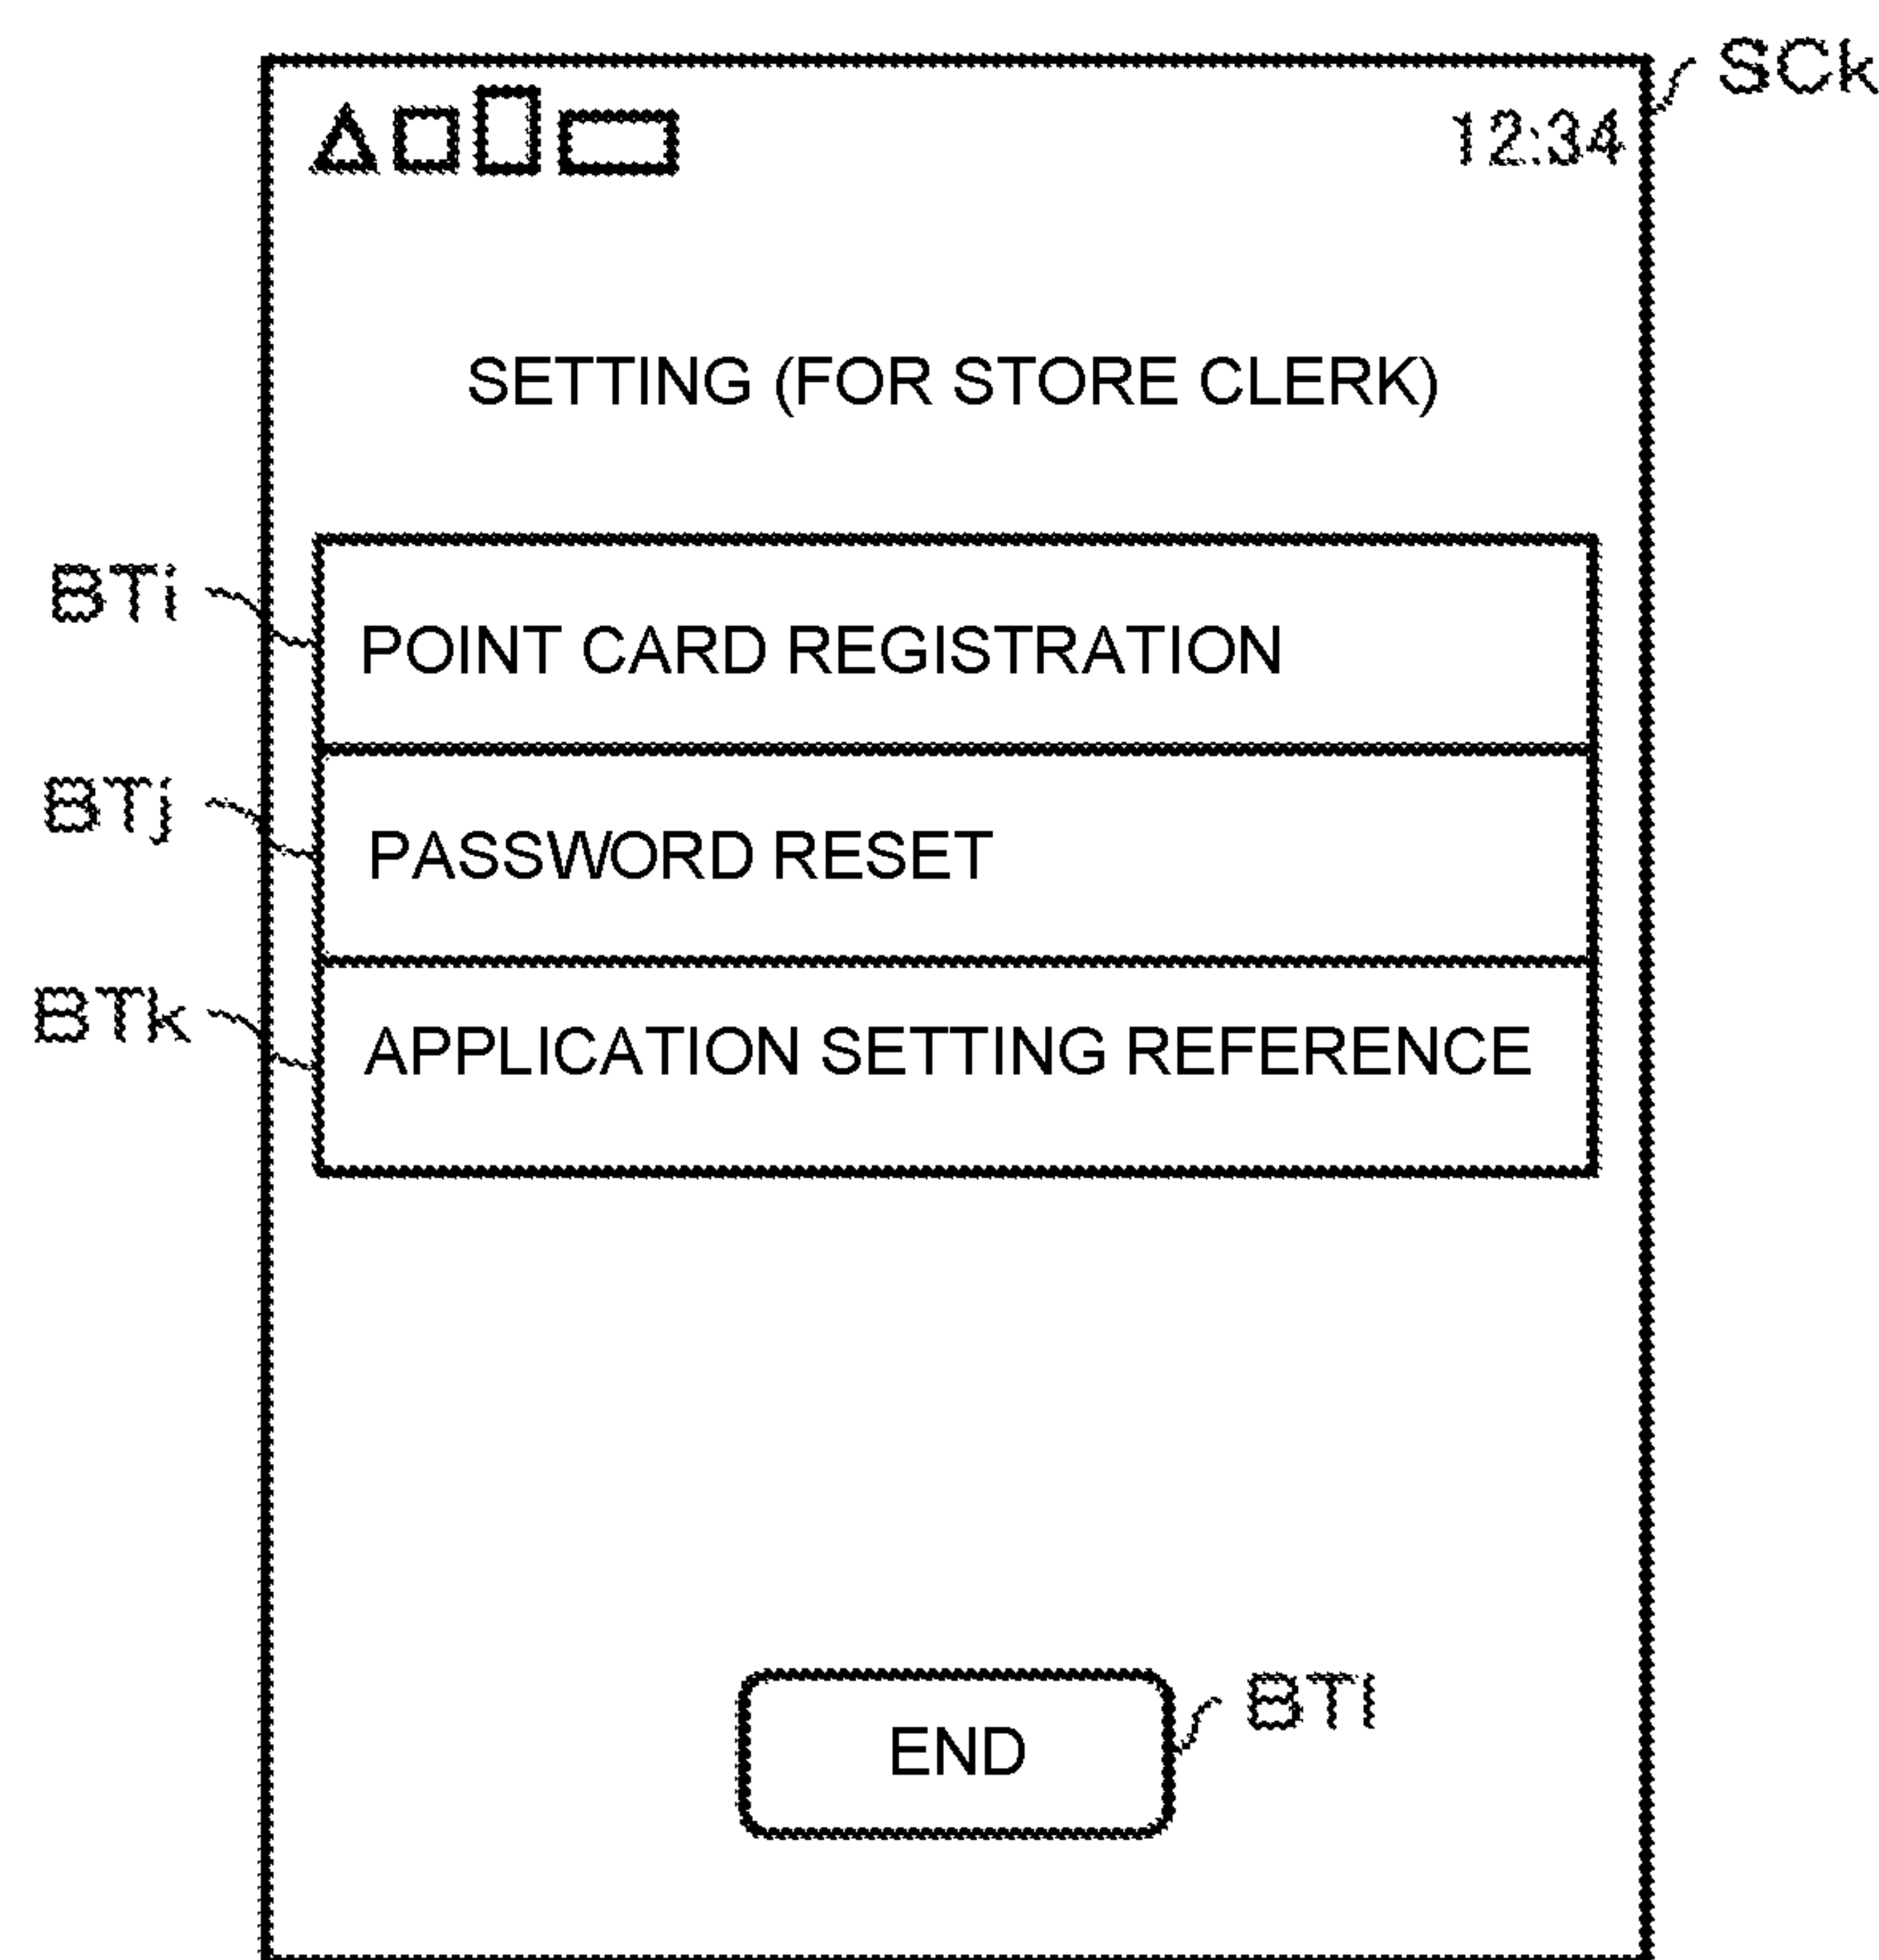 SCk
12:34
SETTING (FOR STORE CLERK)
BTi
POINT CARD REGISTRATION
BTj
PASSWORD RESET
BTk
APPLICATION SETTING REFERENCE
END
BTl